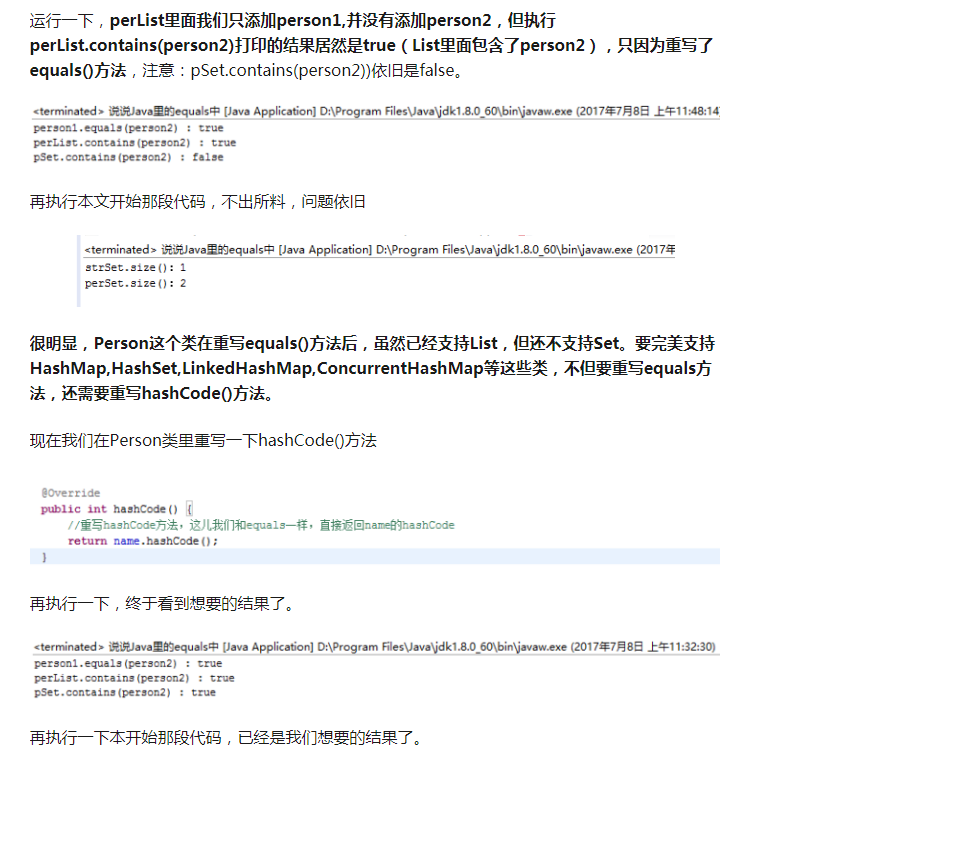 运行一下，perList里面我们只添加person1,并没有添加person2，但执行
perList.contains(person2)打印的结果居然是true（List里面包含了person2），只因为重写了
equals()方法，注意：pSet.contains(person2))依旧是false。
<terminated> 说说Java里的equals中 [Java Application] D:\Program Files\Java\jdk1.8.0_60\bin\javaw.exe (2017年7月8日 上午11:48:14)
person1.equals(person2) : true
perList.contains(person2) : true
pSet.contains(person2) : false
再执行本文开始那段代码，不出所料，问题依旧
<terminated> 说说Java里的equals中 [Java Application] D:\Program Files\Java\jdk1.8.0_60\bin\javaw.exe (2017年
strSet.size(): 1
perSet.size(): 2
很明显，Person这个类在重写equals()方法后，虽然已经支持List，但还不支持Set。要完美支持
HashMap,HashSet,LinkedHashMap,ConcurrentHashMap等这些类，不但要重写equals方
法，还需要重写hashCode()方法。
现在我们在Person类里重写一下hashCode()方法
@Override
public int hashCode() {
//重写hashCode方法，这儿我们和equals一样，直接返回name的hashCode
return name.hashCode();
}
再执行一下，终于看到想要的结果了。
<terminated> 说说Java里的equals中 [Java Application] D:\Program Files\Java\jdk1.8.0_60\bin\javaw.exe (2017年7月8日 上午11:32:30)
person1.equals(person2) : true
perList.contains(person2) : true
pSet.contains(person2) : true
再执行一下本开始那段代码，已经是我们想要的结果了。